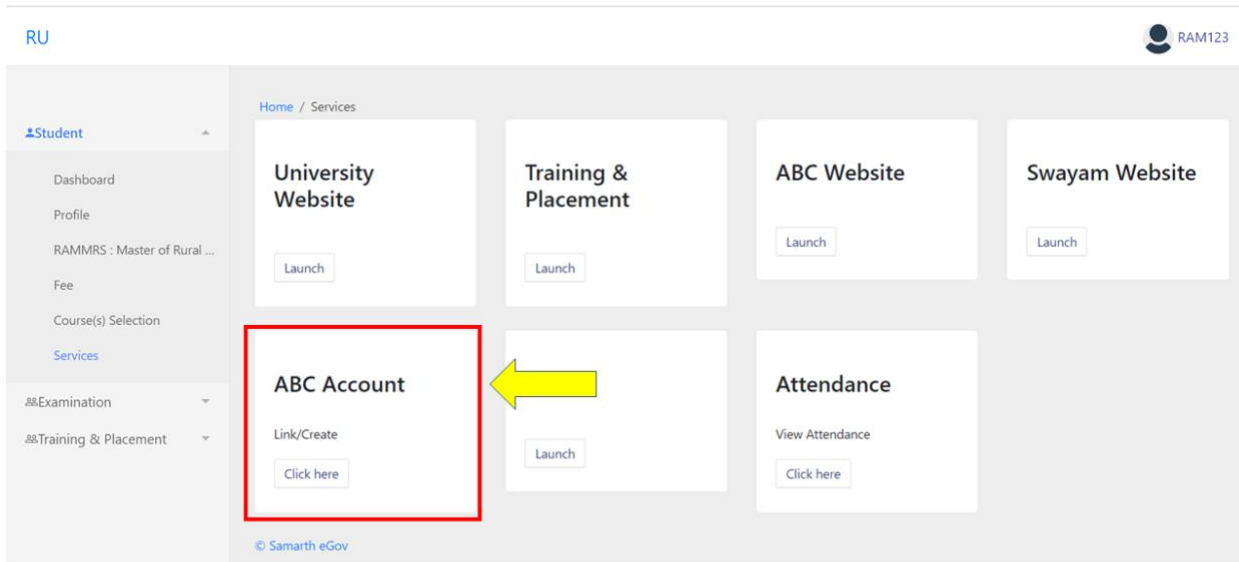 RU
RAM123
Student
Dashboard
Profile
RAMMRS : Master of Rural ...
Fee
Course(s) Selection
Services
Examination
Training & Placement
Home / Services
University
Website
Launch
Training &
Placement
Launch
ABC Website
Launch
Swayam Website
Launch
ABC Account
Link/Create
Click here
Launch
Attendance
View Attendance
Click here
© Samarth eGov